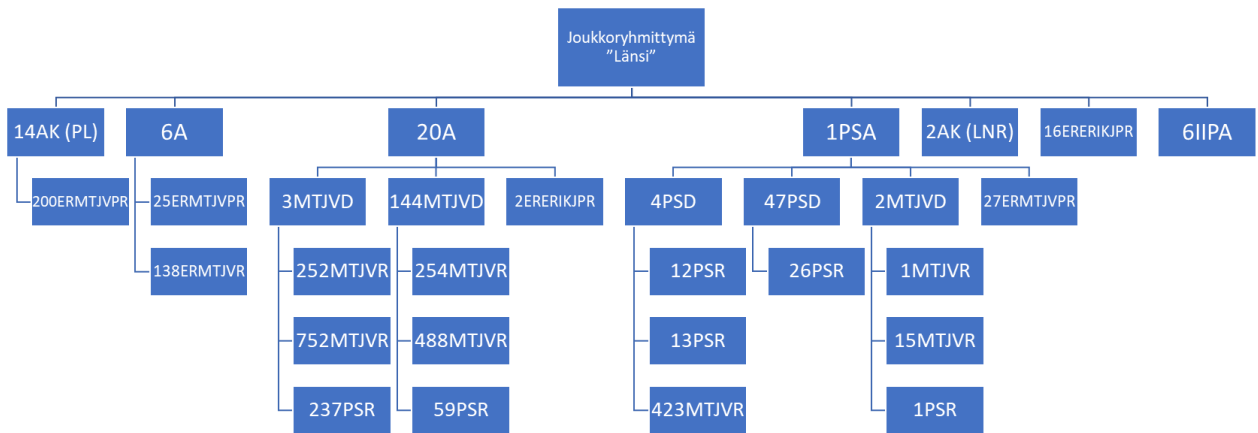 Joukkoryhmittymä
”Länsi”
14AK (PL)
6A
20A
1PSA
2AK (LNR)
16ERERIKJPR
6IIPA
200ERMTJVPR
25ERMTJVPR
3MTJVD
144MTJVD
2ERERIKJPR
4PSD
47PSD
2MTJVD
27ERMTJVPR
138ERMTJVR
252MTJVR
254MTJVR
12PSR
26PSR
1MTJVR
752MTJVR
488MTJVR
13PSR
15MTJVR
237PSR
59PSR
423MTJVR
1PSR